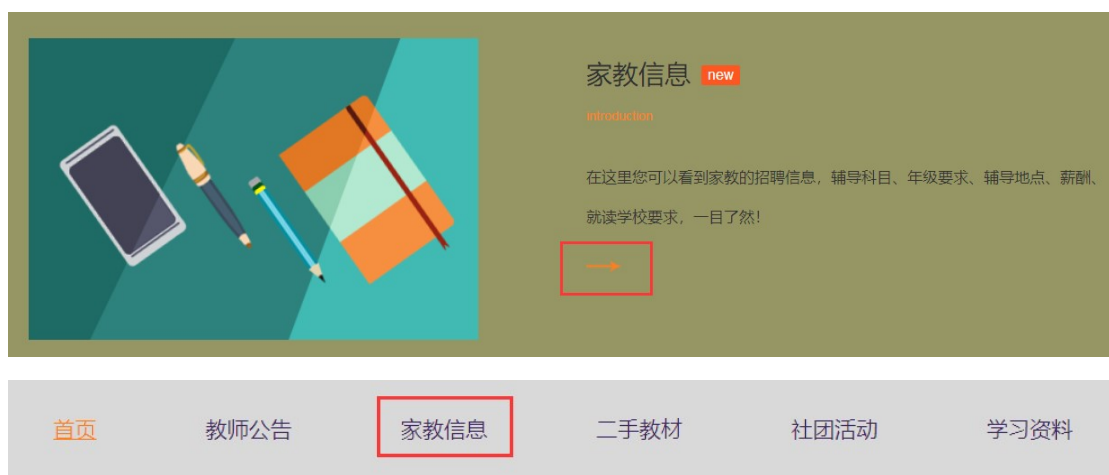 家教信息 new
introduction
在这里您可以看到家教的招聘信息，辅导科目、年级要求、辅导地点、薪酬、
就读学校要求，一目了然！
首页 教师公告 家教信息 二手教材 社团活动 学习资料